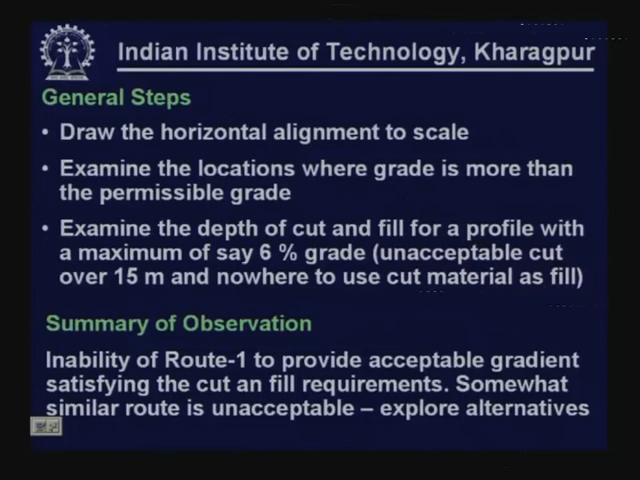 Indian Institute of Technology, Kharagpur
General Steps
• Draw the horizontal alignment to scale
• Examine the locations where grade is more than
the permissible grade
• Examine the depth of cut and fill for a profile with
a maximum of say 6 % grade (unacceptable cut
over 15 m and nowhere to use cut material as fill)
Summary of Observation
Inability of Route-1 to provide acceptable gradient
satisfying the cut an fill requirements. Somewhat
similar route is unacceptable – explore alternatives